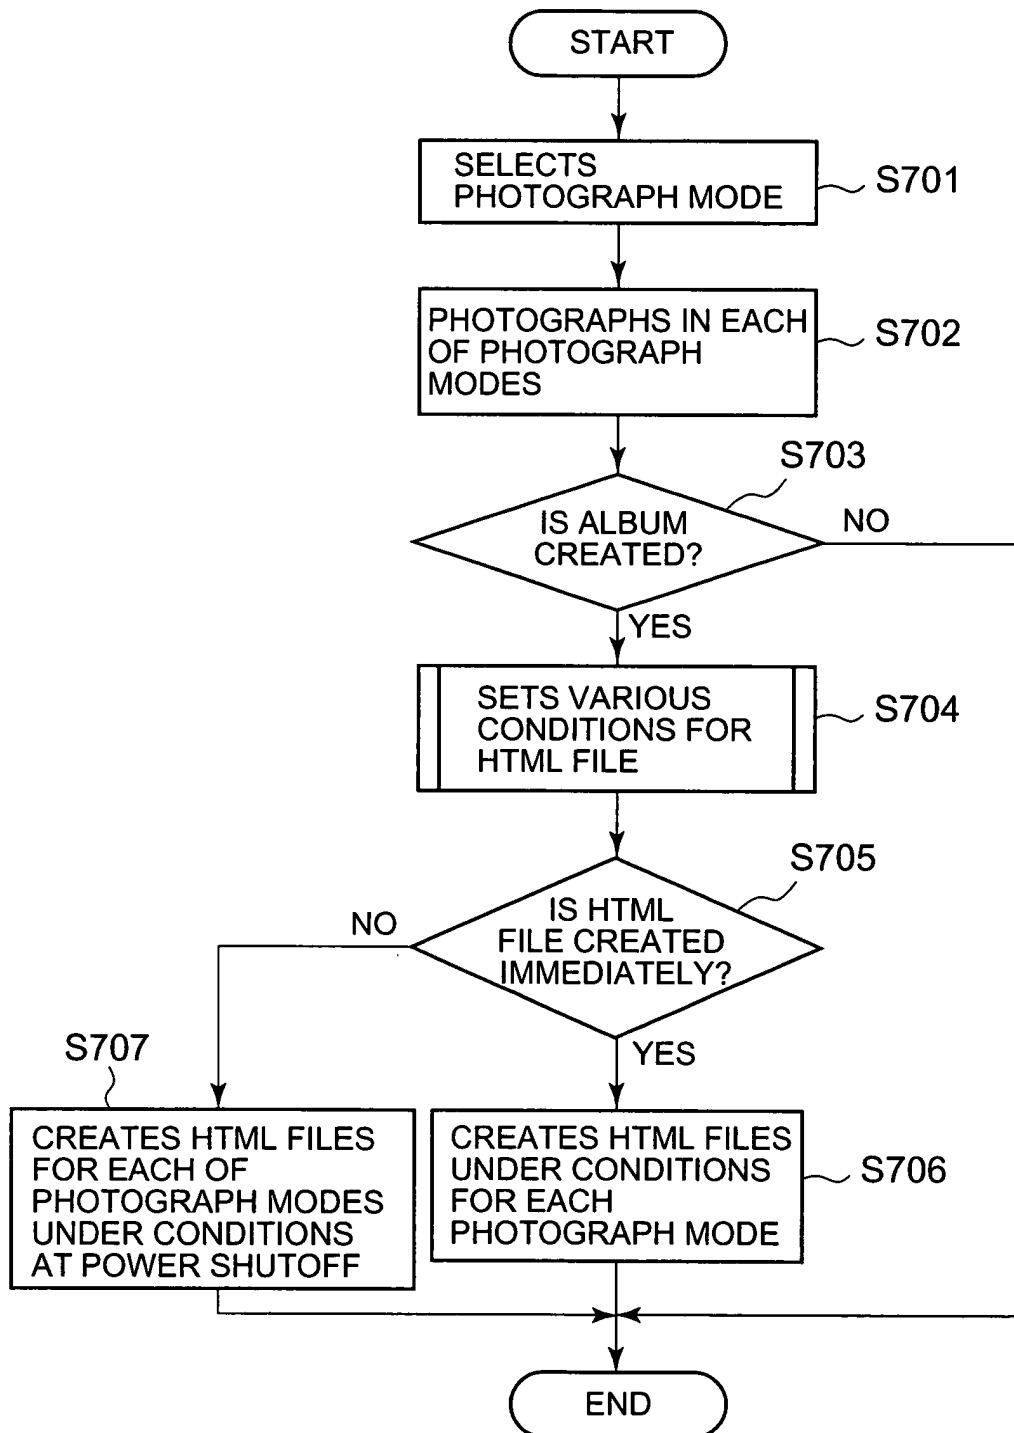 START
SELECTS
PHOTOGRAPH MODE
S701
PHOTOGRAPHS IN EACH
OF PHOTOGRAPH
MODES
S702
S703
IS ALBUM
CREATED?
NO
YES
SETS VARIOUS
CONDITIONS FOR
HTML FILE
S704
S705
IS HTML
FILE CREATED
IMMEDIATELY?
NO
YES
S707
CREATES HTML FILES
FOR EACH OF
PHOTOGRAPH MODES
UNDER CONDITIONS
AT POWER SHUTOFF
CREATES HTML FILES
UNDER CONDITIONS
FOR EACH
PHOTOGRAPH MODE
S706
END